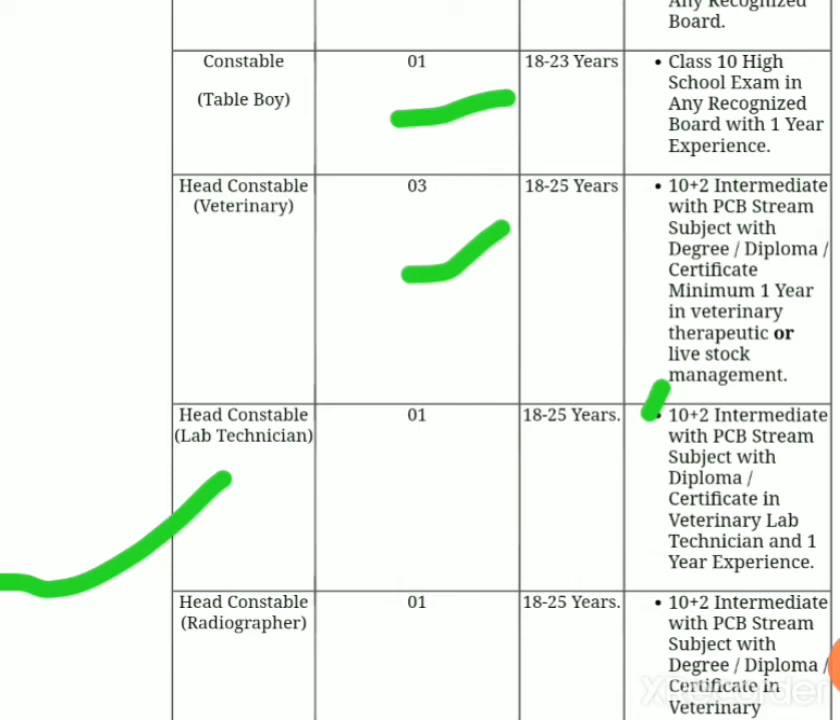 Any Recognized
Board.
Constable
(Table Boy)
01
18-23 Years
• Class 10 High
School Exam in
Any Recognized
Board with 1 Year
Experience.
Head Constable
(Veterinary)
03
18-25 Years
• 10+2 Intermediate
with PCB Stream
Subject with
Degree / Diploma /
Certificate
Minimum 1 Year
in veterinary
therapeutic or
live stock
management.
Head Constable
(Lab Technician)
01
18-25 Years.
• 10+2 Intermediate
with PCB Stream
Subject with
Diploma /
Certificate in
Veterinary Lab
Technician and 1
Year Experience.
Head Constable
(Radiographer)
01
18-25 Years.
• 10+2 Intermediate
with PCB Stream
Subject with
Degree / Diploma /
Certificate in
Veterinary
XRecorder